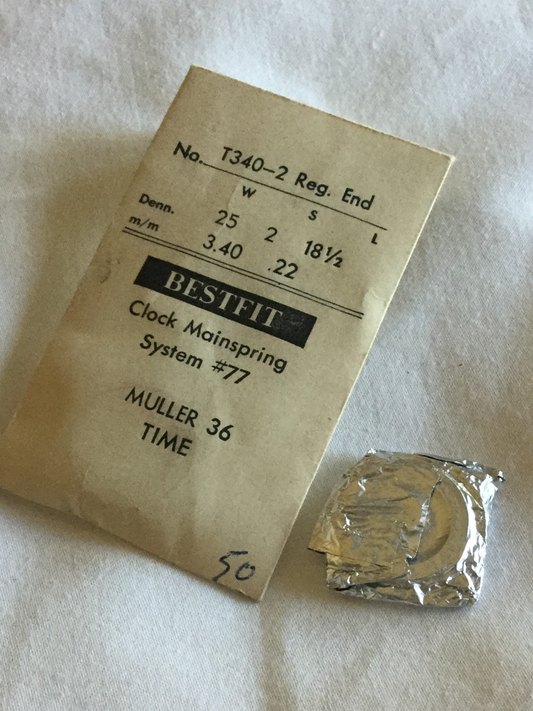 No. T340-2 Reg. End
W S L
Denn. 25 2 18½
m/m 3.40 .22
BESTFIT
Clock Mainspring
System #77
MULLER 36
TIME
50